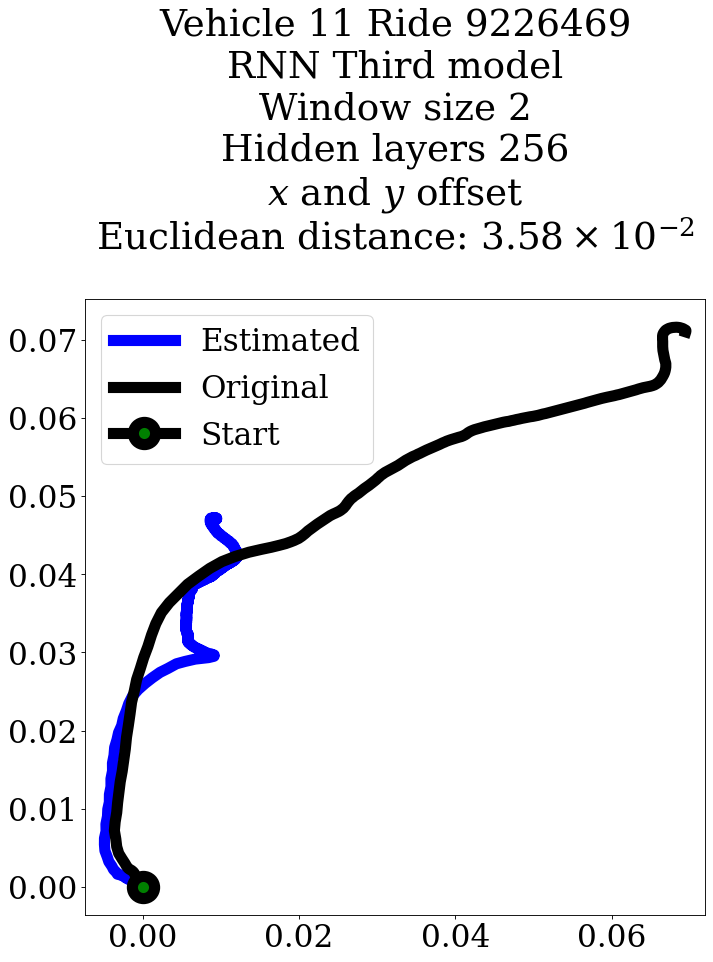 Vehicle 11 Ride 9226469
RNN Third model
Window size 2
Hidden layers 256
x and y offset
Euclidean distance: 3.58 × 10⁻²
Estimated
Original
Start
0.07
0.06
0.05
0.04
0.03
0.02
0.01
0.00
0.00 0.02 0.04 0.06